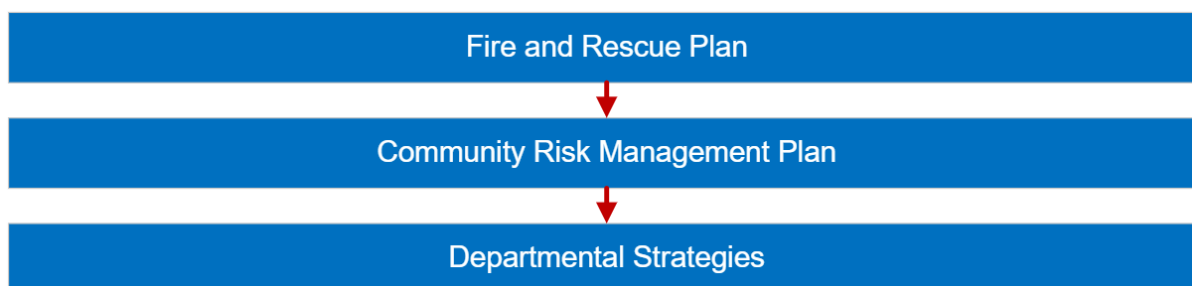 Fire and Rescue Plan
Community Risk Management Plan
Departmental Strategies